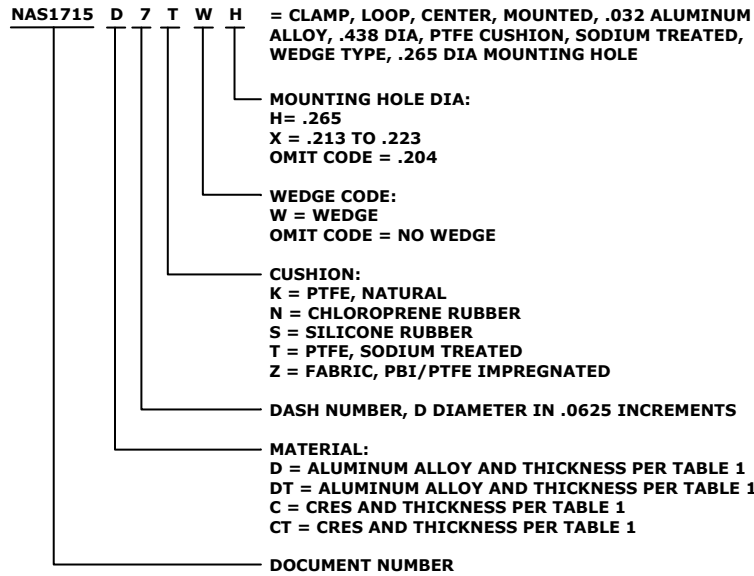 NAS1715 D 7 T W H = CLAMP, LOOP, CENTER, MOUNTED, .032 ALUMINUM
ALLOY, .438 DIA, PTFE CUSHION, SODIUM TREATED,
WEDGE TYPE, .265 DIA MOUNTING HOLE
MOUNTING HOLE DIA:
H= .265
X = .213 TO .223
OMIT CODE = .204
WEDGE CODE:
W = WEDGE
OMIT CODE = NO WEDGE
CUSHION:
K = PTFE, NATURAL
N = CHLOROPRENE RUBBER
S = SILICONE RUBBER
T = PTFE, SODIUM TREATED
Z = FABRIC, PBI/PTFE IMPREGNATED
DASH NUMBER, D DIAMETER IN .0625 INCREMENTS
MATERIAL:
D = ALUMINUM ALLOY AND THICKNESS PER TABLE 1
DT = ALUMINUM ALLOY AND THICKNESS PER TABLE 1
C = CRES AND THICKNESS PER TABLE 1
CT = CRES AND THICKNESS PER TABLE 1
DOCUMENT NUMBER